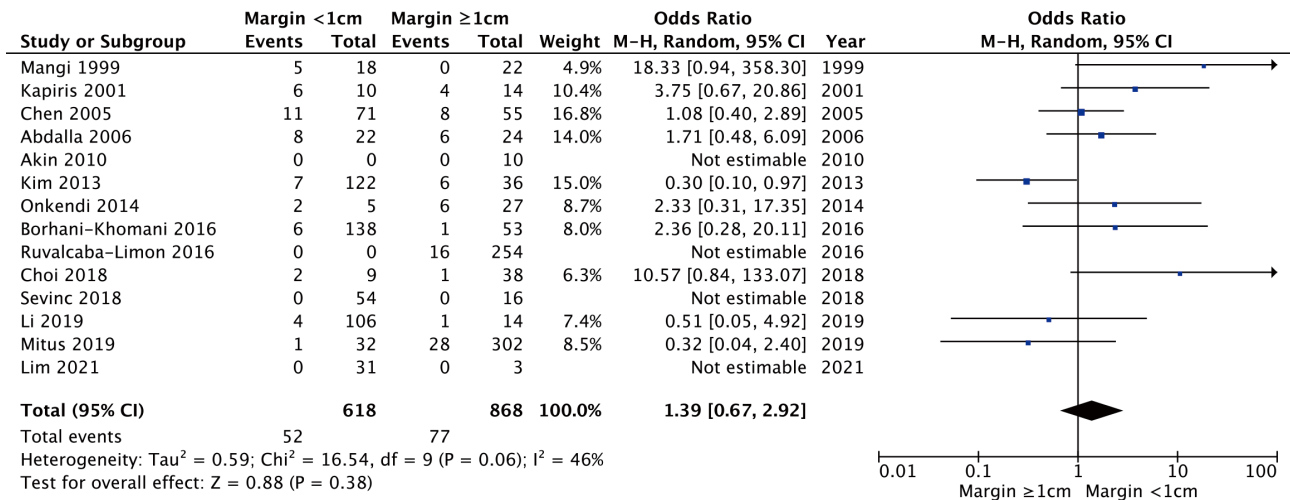 Margin <1cm Margin ≥1cm Odds Ratio Odds Ratio
Study or Subgroup Events Total Events Total Weight M-H, Random, 95% CI Year M-H, Random, 95% CI
Mangi 1999 5 18 0 22 4.9% 18.33 [0.94, 358.30] 1999
Kapiris 2001 6 10 4 14 10.4% 3.75 [0.67, 20.86] 2001
Chen 2005 11 71 8 55 16.8% 1.08 [0.40, 2.89] 2005
Abdalla 2006 8 22 6 24 14.0% 1.71 [0.48, 6.09] 2006
Akin 2010 0 0 0 10 Not estimable 2010
Kim 2013 7 122 6 36 15.0% 0.30 [0.10, 0.97] 2013
Onkendi 2014 2 5 6 27 8.7% 2.33 [0.31, 17.35] 2014
Borhani-Khomani 2016 6 138 1 53 8.0% 2.36 [0.28, 20.11] 2016
Ruvalcaba-Limon 2016 0 0 16 254 Not estimable 2016
Choi 2018 2 9 1 38 6.3% 10.57 [0.84, 133.07] 2018
Sevinc 2018 0 54 0 16 Not estimable 2018
Li 2019 4 106 1 14 7.4% 0.51 [0.05, 4.92] 2019
Mitus 2019 1 32 28 302 8.5% 0.32 [0.04, 2.40] 2019
Lim 2021 0 31 0 3 Not estimable 2021
Total (95% CI) 618 868 100.0% 1.39 [0.67, 2.92]
Total events 52 77
Heterogeneity: Tau² = 0.59; Chi² = 16.54, df = 9 (P = 0.06); I² = 46%
Test for overall effect: Z = 0.88 (P = 0.38)
0.01 0.1 1 10 100
Margin ≥1cm Margin <1cm